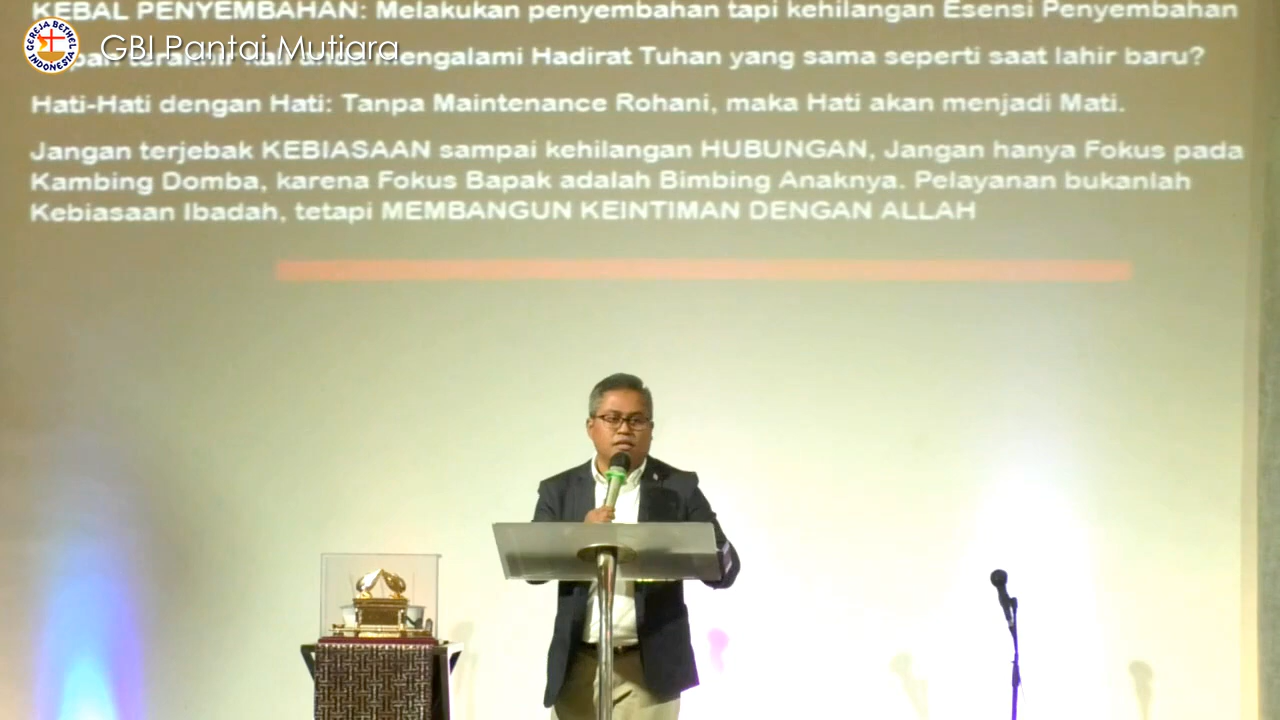 KEBAL PENYEMBAHAN: Melakukan penyembahan tapi kehilangan Esensi Penyembahan
GEREJA BETHEL INDONESIA
GBI Pantai Mutiara
mengalami Hadirat Tuhan yang sama seperti saat lahir baru?
Hati-Hati dengan Hati: Tanpa Maintenance Rohani, maka Hati akan menjadi Mati.
Jangan terjebak KEBIASAAN sampai kehilangan HUBUNGAN, Jangan hanya Fokus pada
Kambing Domba, karena Fokus Bapak adalah Bimbing Anaknya. Pelayanan bukanlah
Kebiasaan Ibadah, tetapi MEMBANGUN KEINTIMAN DENGAN ALLAH